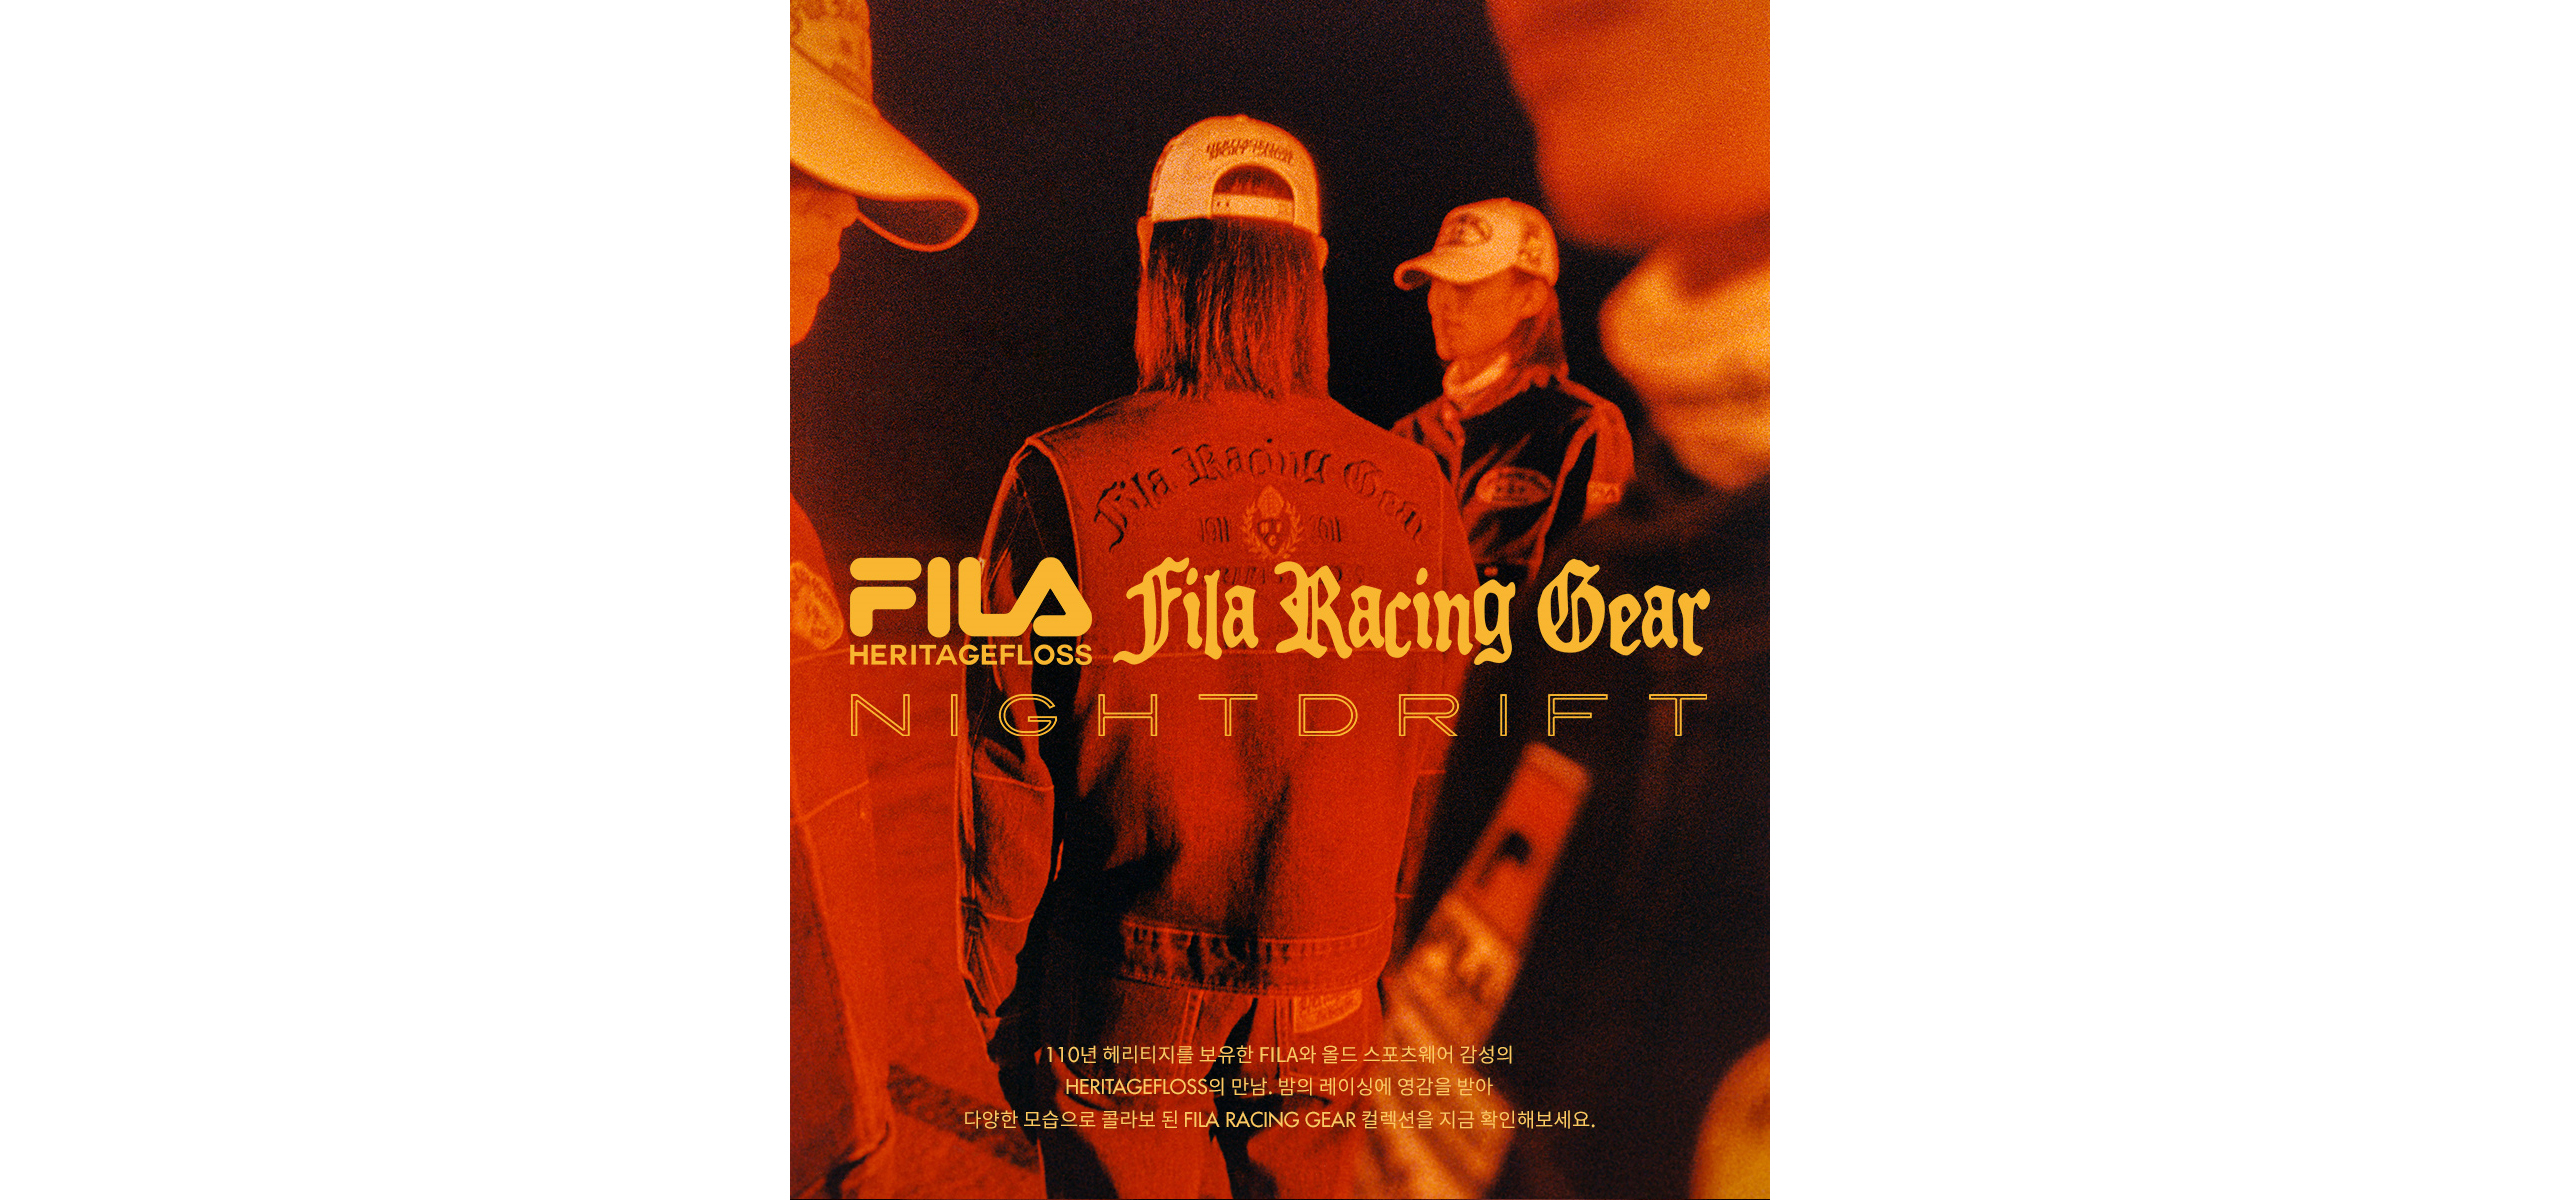 Fila Racing Gear
FILA
HERITAGEFLOSS
Fila Racing Gear
NIGHTDRIFT
110년 헤리티지를 보유한 FILA와 올드 스포츠웨어 감성의
HERITAGEFLOSS의 만남. 밤의 레이싱에 영감을 받아
다양한 모습으로 콜라보 된 FILA RACING GEAR 컬렉션을 지금 확인해보세요.